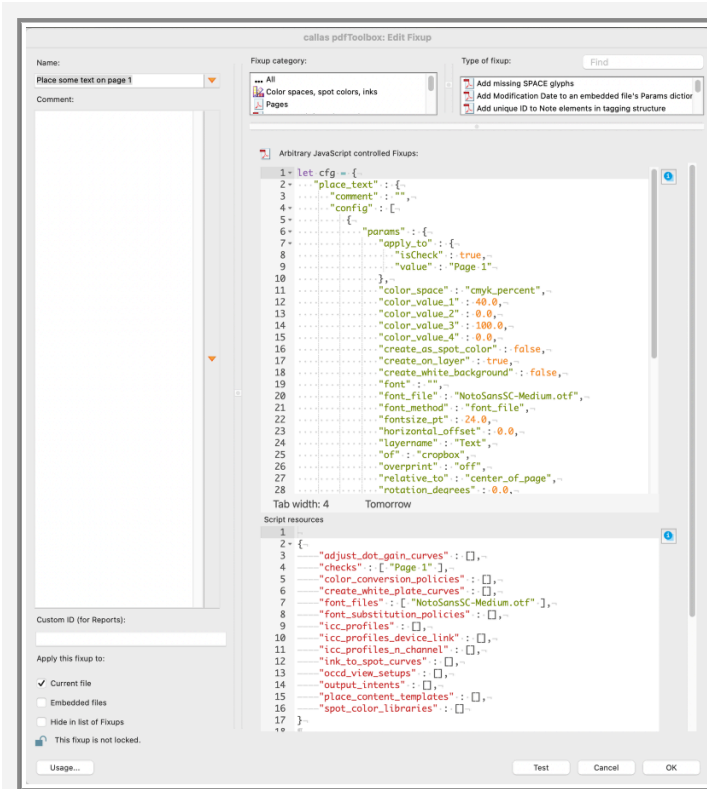 callas pdfToolbox: Edit Fixup
Name:
Place some text on page 1
Comment:
Custom ID (for Reports):
Apply this fixup to:
Current file
Embedded files
Hide in list of Fixups
This fixup is not locked.
Usage...
Fixup category:
... All
Color spaces, spot colors, inks
Pages
Type of fixup:
Find
Add missing SPACE glyphs
Add Modification Date to an embedded file's Params diction
Add unique ID to Note elements in tagging structure
Arbitrary JavaScript controlled Fixups:
1 let cfg = {
2 "place_text" : {
3 "comment" : "",
4 "config" : [
5 {
6 "params" : {
7 "apply_to" : {
8 "isCheck" : true,
9 "value" : "Page 1"
10 },
11 "color_space" : "cmyk_percent",
12 "color_value_1" : 40.0,
13 "color_value_2" : 0.0,
14 "color_value_3" : 100.0,
15 "color_value_4" : 0.0,
16 "create_as_spot_color" : false,
17 "create_on_layer" : true,
18 "create_white_background" : false,
19 "font" : "",
20 "font_file" : "NotoSansSC-Medium.otf",
21 "font_method" : "font_file",
22 "fontsize_pt" : 24.0,
23 "horizontal_offset" : 0.0,
24 "layername" : "Text",
25 "of" : "cropbox",
26 "overprint" : "off",
27 "relative_to" : "center_of_page",
28 "rotation_degrees" : 0.0,
Tab width: 4 Tomorrow
Script resources
1
2 {
3 "adjust_dot_gain_curves" : [],
4 "checks" : [ "Page 1" ],
5 "color_conversion_policies" : [],
6 "create_white_plate_curves" : [],
7 "font_files" : [ "NotoSansSC-Medium.otf" ],
8 "font_substitution_policies" : [],
9 "icc_profiles" : [],
10 "icc_profiles_device_link" : [],
11 "icc_profiles_n_channel" : [],
12 "ink_to_spot_curves" : [],
13 "occd_view_setups" : [],
14 "output_intents" : [],
15 "place_content_templates" : [],
16 "spot_color_libraries" : []
17 }
18
Test
Cancel
OK